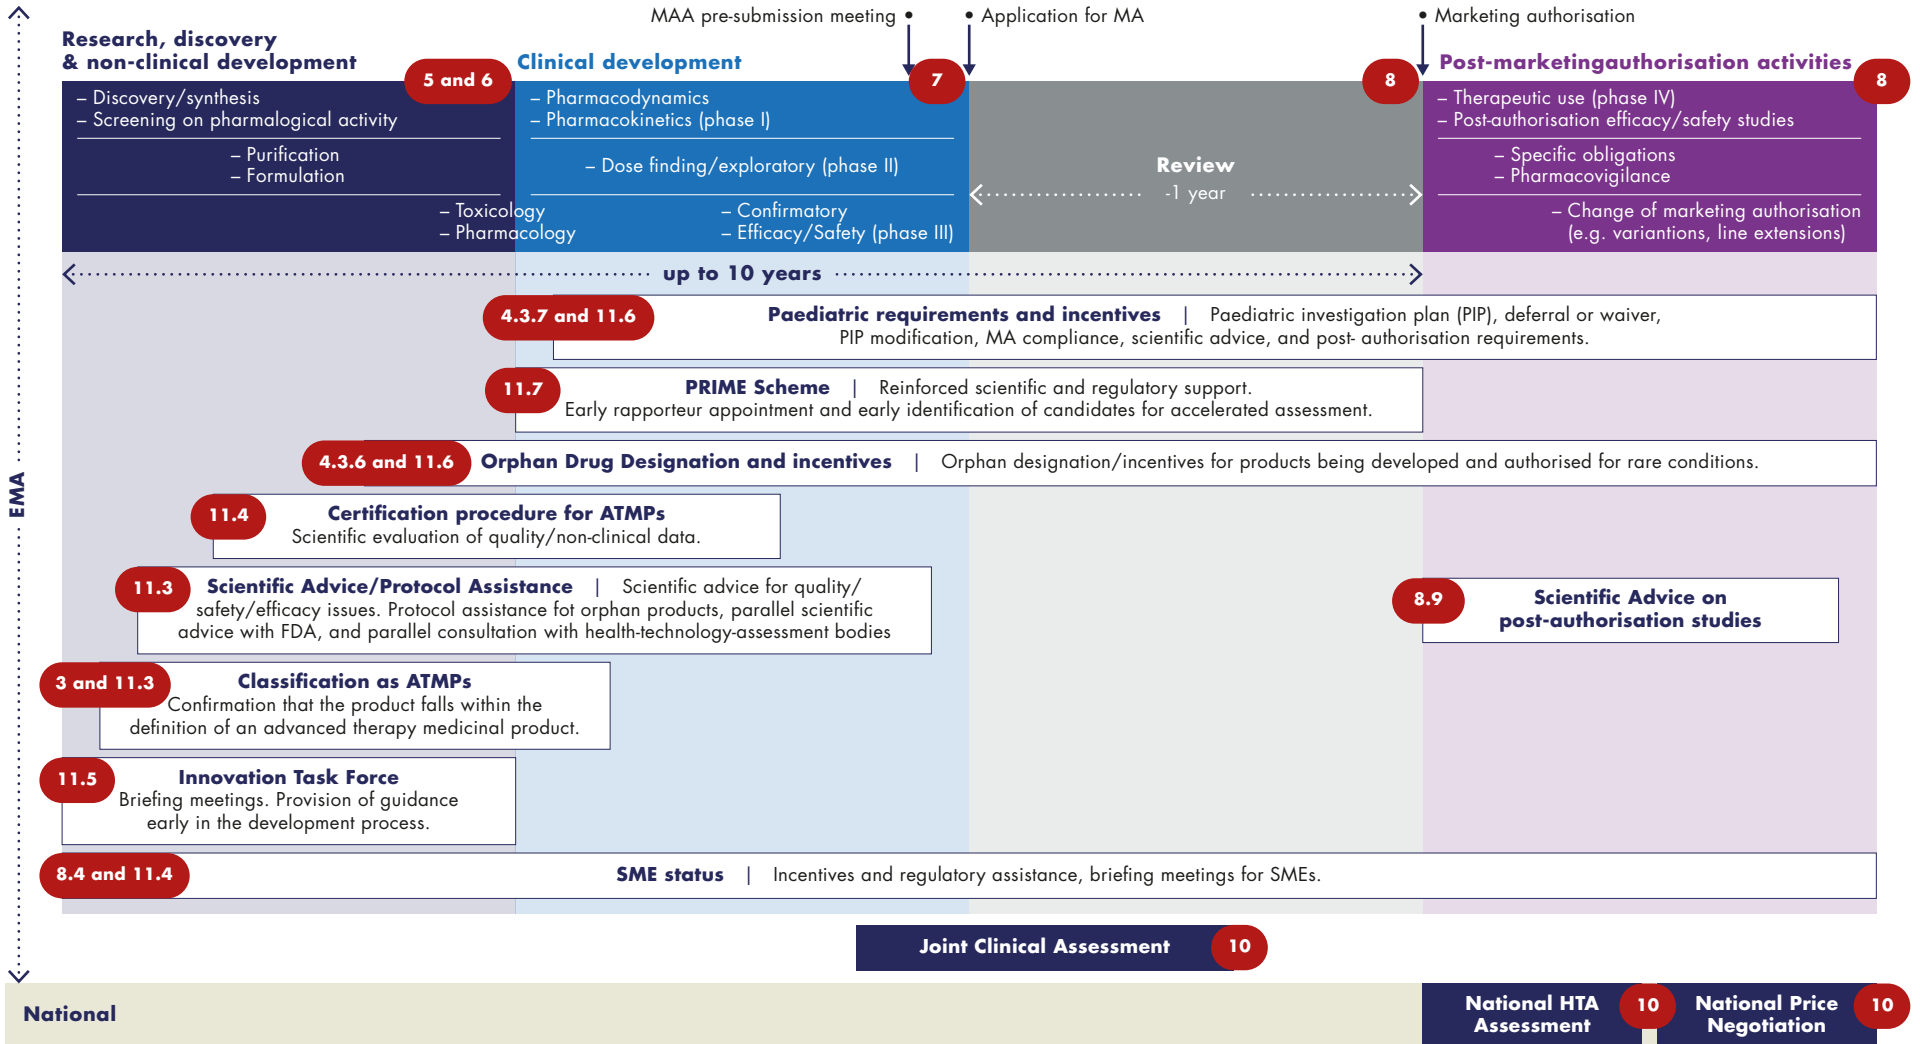 MAA pre-submission meeting •
• Application for MA
• Marketing authorisation
Research, discovery
& non-clinical development
Clinical development
Post-marketingauthorisation activities
5 and 6
7
8
8
– Discovery/synthesis
– Screening on pharmalogical activity
– Purification
– Formulation
– Toxicology
– Pharmacology
– Pharmacodynamics
– Pharmacokinetics (phase I)
– Dose finding/exploratory (phase II)
– Confirmatory
– Efficacy/Safety (phase III)
Review
-1 year
– Therapeutic use (phase IV)
– Post-authorisation efficacy/safety studies
– Specific obligations
– Pharmacovigilance
– Change of marketing authorisation
(e.g. variantions, line extensions)
up to 10 years
4.3.7 and 11.6
Paediatric requirements and incentives | Paediatric investigation plan (PIP), deferral or waiver,
PIP modification, MA compliance, scientific advice, and post- authorisation requirements.
11.7
PRIME Scheme | Reinforced scientific and regulatory support.
Early rapporteur appointment and early identification of candidates for accelerated assessment.
4.3.6 and 11.6
Orphan Drug Designation and incentives | Orphan designation/incentives for products being developed and authorised for rare conditions.
11.4
Certification procedure for ATMPs
Scientific evaluation of quality/non-clinical data.
11.3
Scientific Advice/Protocol Assistance | Scientific advice for quality/
safety/efficacy issues. Protocol assistance fot orphan products, parallel scientific
advice with FDA, and parallel consultation with health-technology-assessment bodies
8.9
Scientific Advice on
post-authorisation studies
3 and 11.3
Classification as ATMPs
Confirmation that the product falls within the
definition of an advanced therapy medicinal product.
11.5
Innovation Task Force
Briefing meetings. Provision of guidance
early in the development process.
8.4 and 11.4
SME status | Incentives and regulatory assistance, briefing meetings for SMEs.
EMA
Joint Clinical Assessment
10
National
National HTA
Assessment
10
National Price
Negotiation
10